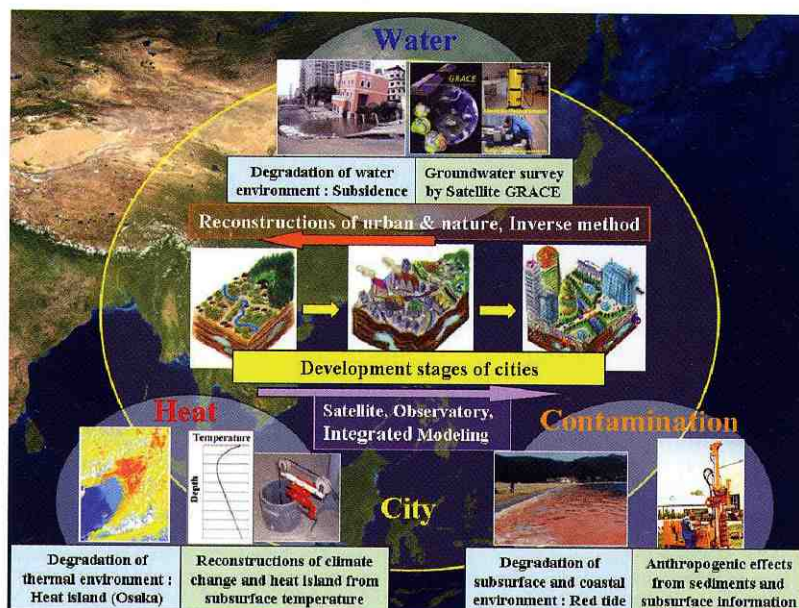 Water
GRACE
Degradation of water
environment : Subsidence
Groundwater survey
by Satellite GRACE
Reconstructions of urban & nature, Inverse method
Development stages of cities
Satellite, Observatory,
Integrated Modeling
Heat
Temperature
Depth
City
Contamination
Degradation of
thermal environment :
Heat island (Osaka)
Reconstructions of climate
change and heat island from
subsurface temperature
Degradation of
subsurface and coastal
environment : Red tide
Anthropogenic effects
from sediments and
subsurface information